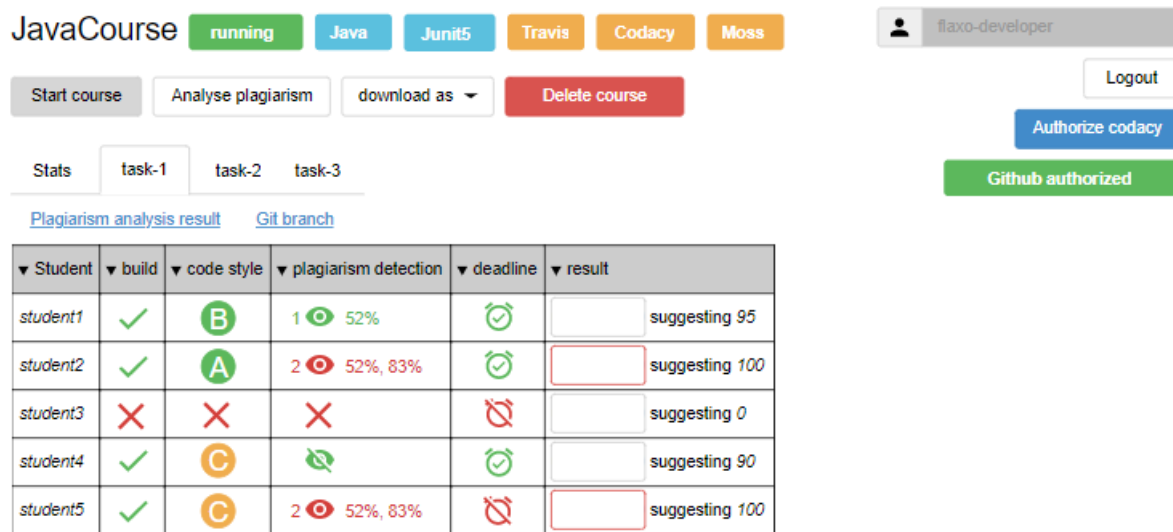 JavaCourse running Java Junit5 Travis Codacy Moss flaxo-developer
Logout
Start course Analyse plagiarism download as Delete course
Authorize codacy
Stats task-1 task-2 task-3
Github authorized
Plagiarism analysis result Git branch
▼ Student ▼ build ▼ code style ▼ plagiarism detection ▼ deadline ▼ result
student1 B 1 52% suggesting 95
student2 A 2 52%, 83% suggesting 100
student3 suggesting 0
student4 C suggesting 90
student5 C 2 52%, 83% suggesting 100